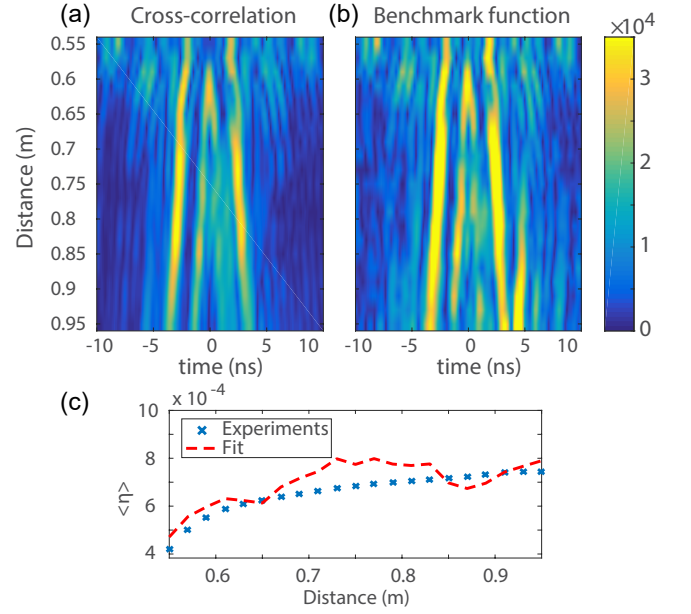 (a) Cross-correlation (b) Benchmark function
×10⁴
0.55
0.6
0.65
0.7
0.75
0.8
0.85
0.9
0.95
Distance (m)
-10 -5 0 5 10
time (ns)
-10 -5 0 5 10
time (ns)
3
2
1
0
(c)
x 10⁻⁴
10
8
6
4
<η>
Experiments
Fit
0.6 0.7 0.8 0.9
Distance (m)